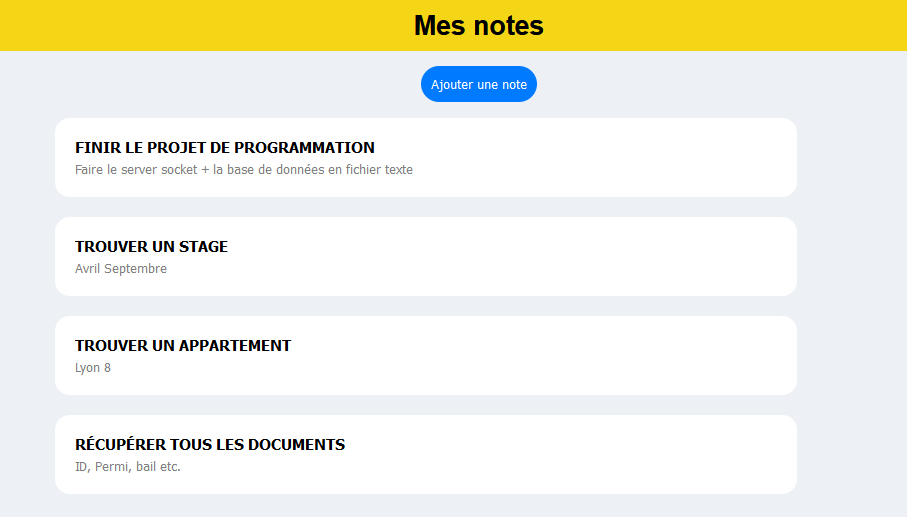 Mes notes
Ajouter une note
FINIR LE PROJET DE PROGRAMMATION
Faire le server socket + la base de données en fichier texte
TROUVER UN STAGE
Avril Septembre
TROUVER UN APPARTEMENT
Lyon 8
RÉCUPÉRER TOUS LES DOCUMENTS
ID, Permi, bail etc.